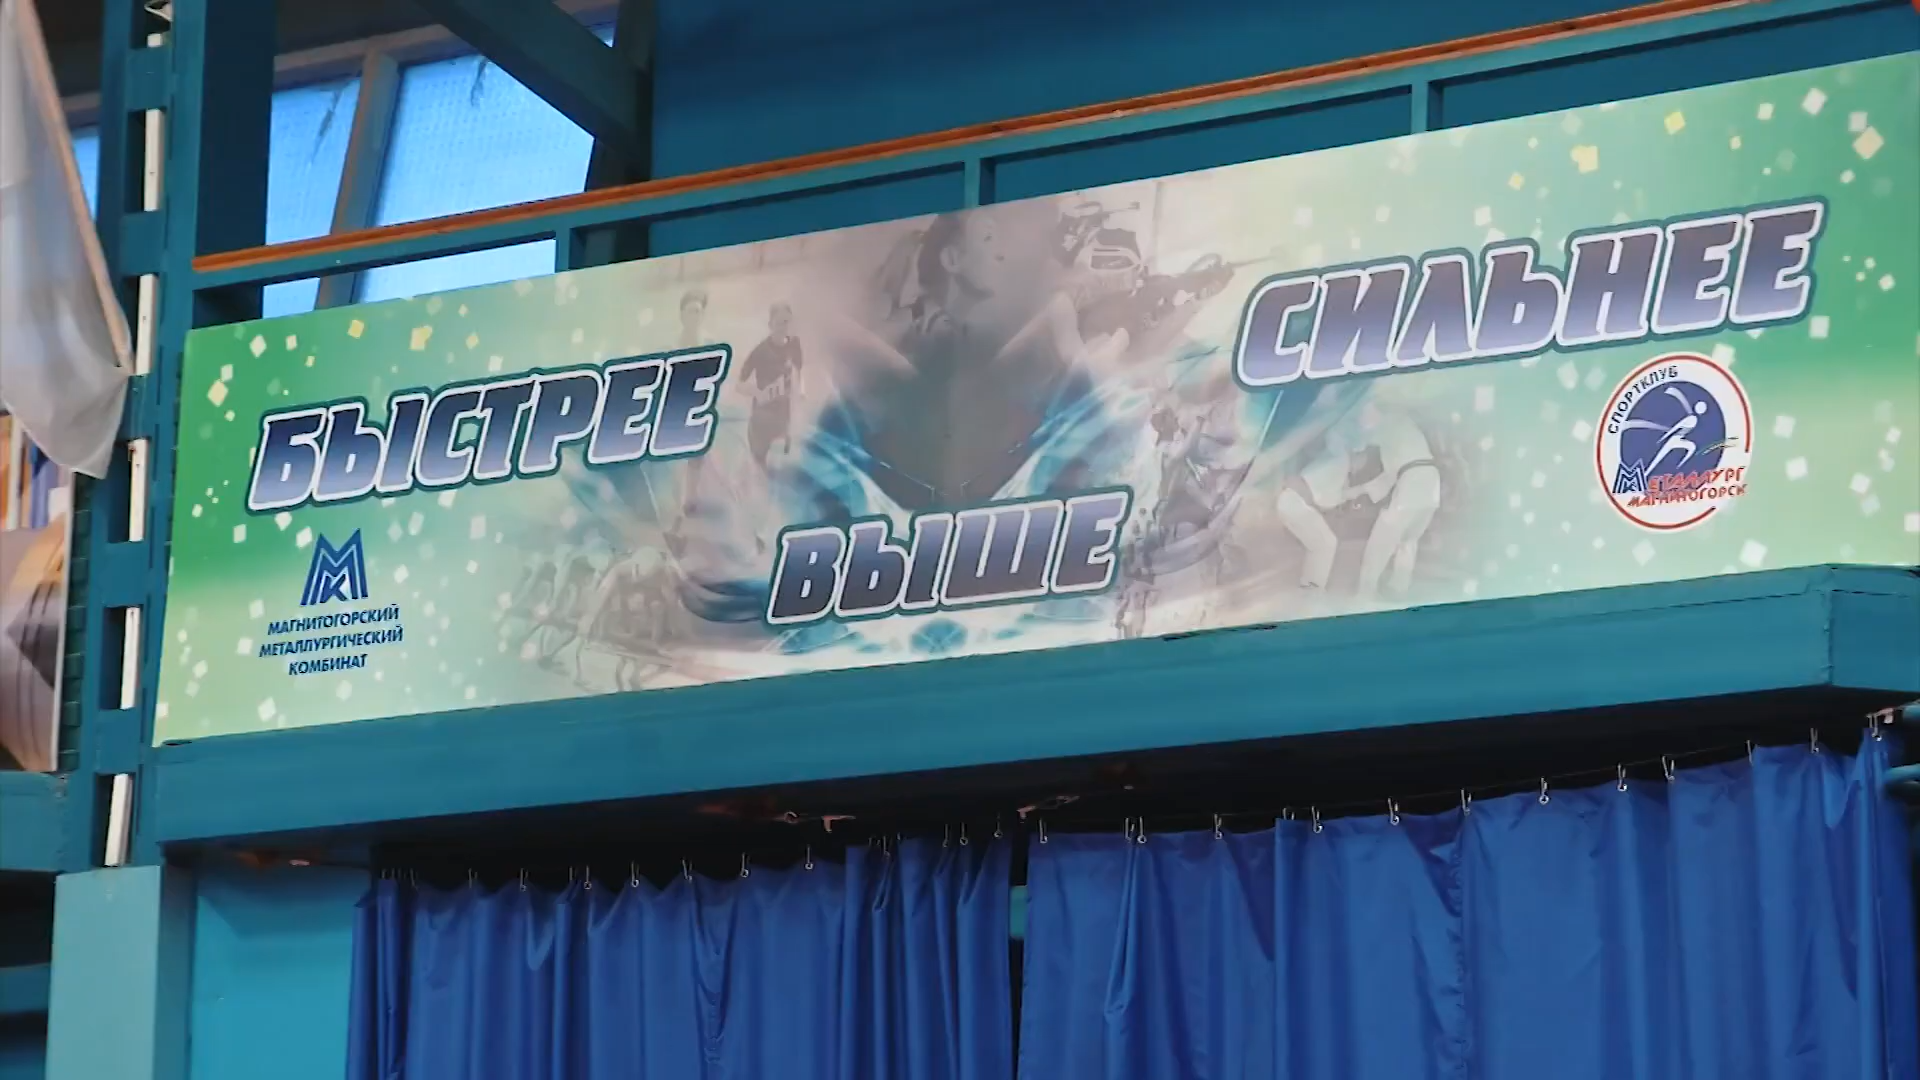 БЫСТРЕЕ
ВЫШЕ
СИЛЬНЕЕ
МАГНИТОГОРСКИЙ
МЕТАЛЛУРГИЧЕСКИЙ
КОМБИНАТ
СПОРТКЛУБ
МЕТАЛЛУРГ
МАГНИТОГОРСК